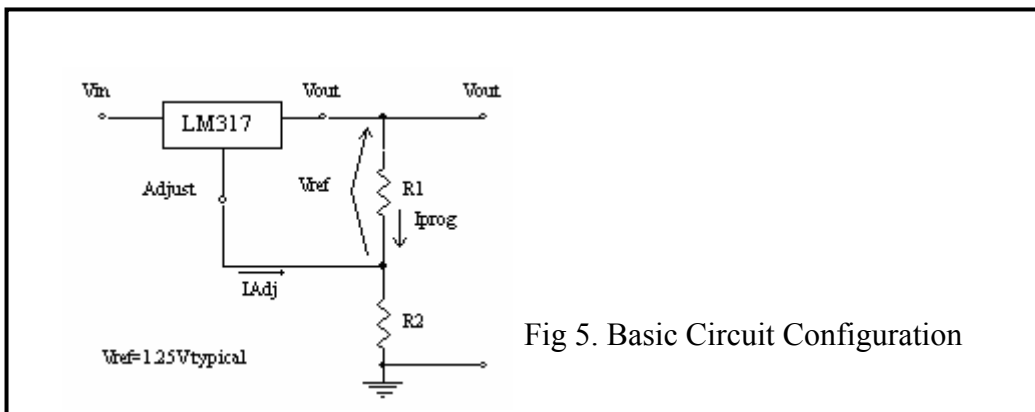 Vin
Vout
Vout
LM317
Adjust
Vref
R1
Iprog
IAdj
R2
Vref=1.25Vtypical
Fig 5. Basic Circuit Configuration